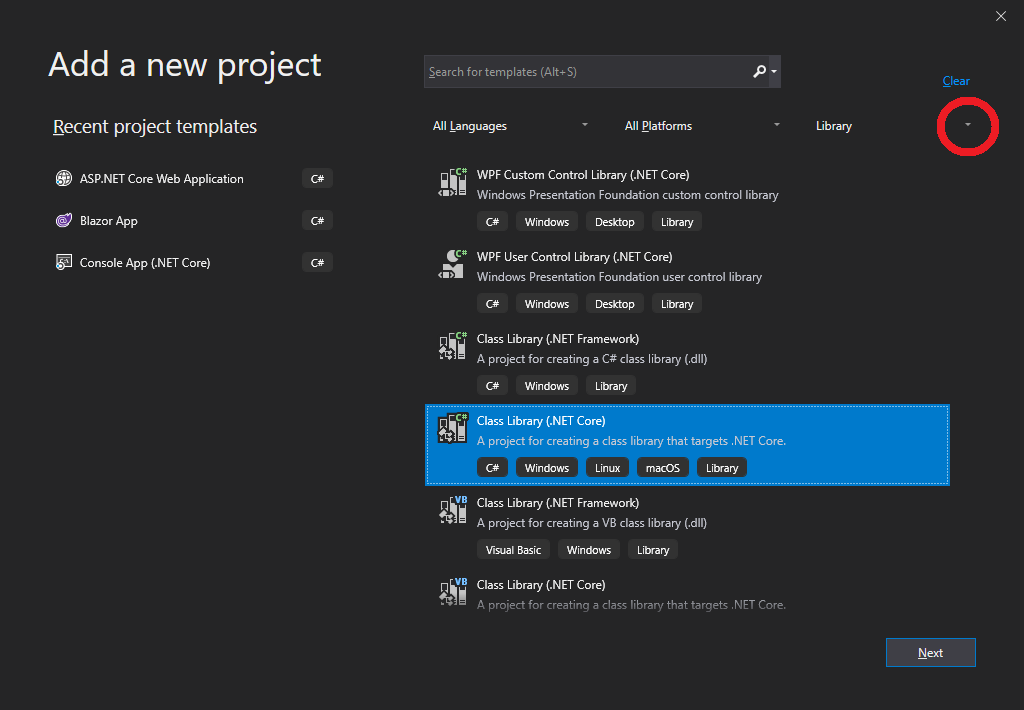 Add a new project
Search for templates (Alt+S)
Clear
Recent project templates
All Languages
All Platforms
Library
ASP.NET Core Web Application
C#
Blazor App
C#
Console App (.NET Core)
C#
C#
WPF Custom Control Library (.NET Core)
Windows Presentation Foundation custom control library
C# Windows Desktop Library
C#
WPF User Control Library (.NET Core)
Windows Presentation Foundation user control library
C# Windows Desktop Library
C#
Class Library (.NET Framework)
A project for creating a C# class library (.dll)
C# Windows Library
C#
Class Library (.NET Core)
A project for creating a class library that targets .NET Core.
C# Windows Linux macOS Library
VB
Class Library (.NET Framework)
A project for creating a VB class library (.dll)
Visual Basic Windows Library
VB
Class Library (.NET Core)
A project for creating a class library that targets .NET Core.
Next